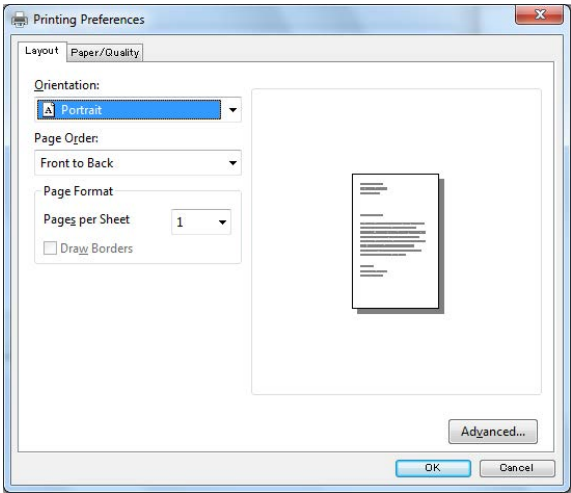 Printing Preferences
Layout
Paper/Quality
Orientation:
A Portrait
Page Order:
Front to Back
Page Format
Pages per Sheet
1
Draw Borders
Advanced...
OK
Cancel